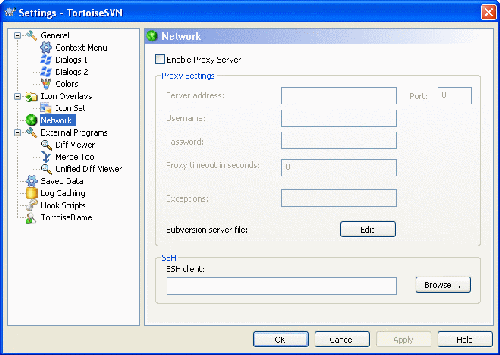 Settings - TortoiseSVN
General
Context Menu
Dialogs 1
Dialogs 2
Colors
Icon Overlays
Icon Set
Network
External Programs
Diff Viewer
Merge Tool
Unified Diff Viewer
Saved Data
Log Caching
Hook Scripts
TortoiseBlame
Network
Enable Proxy Server
Proxy Settings
Server address:
Port:
0
Username:
Password:
Proxy timeout in seconds:
0
Exceptions:
Subversion server file:
Edit
SSH
SSH client:
Browse...
OK
Cancel
Apply
Help